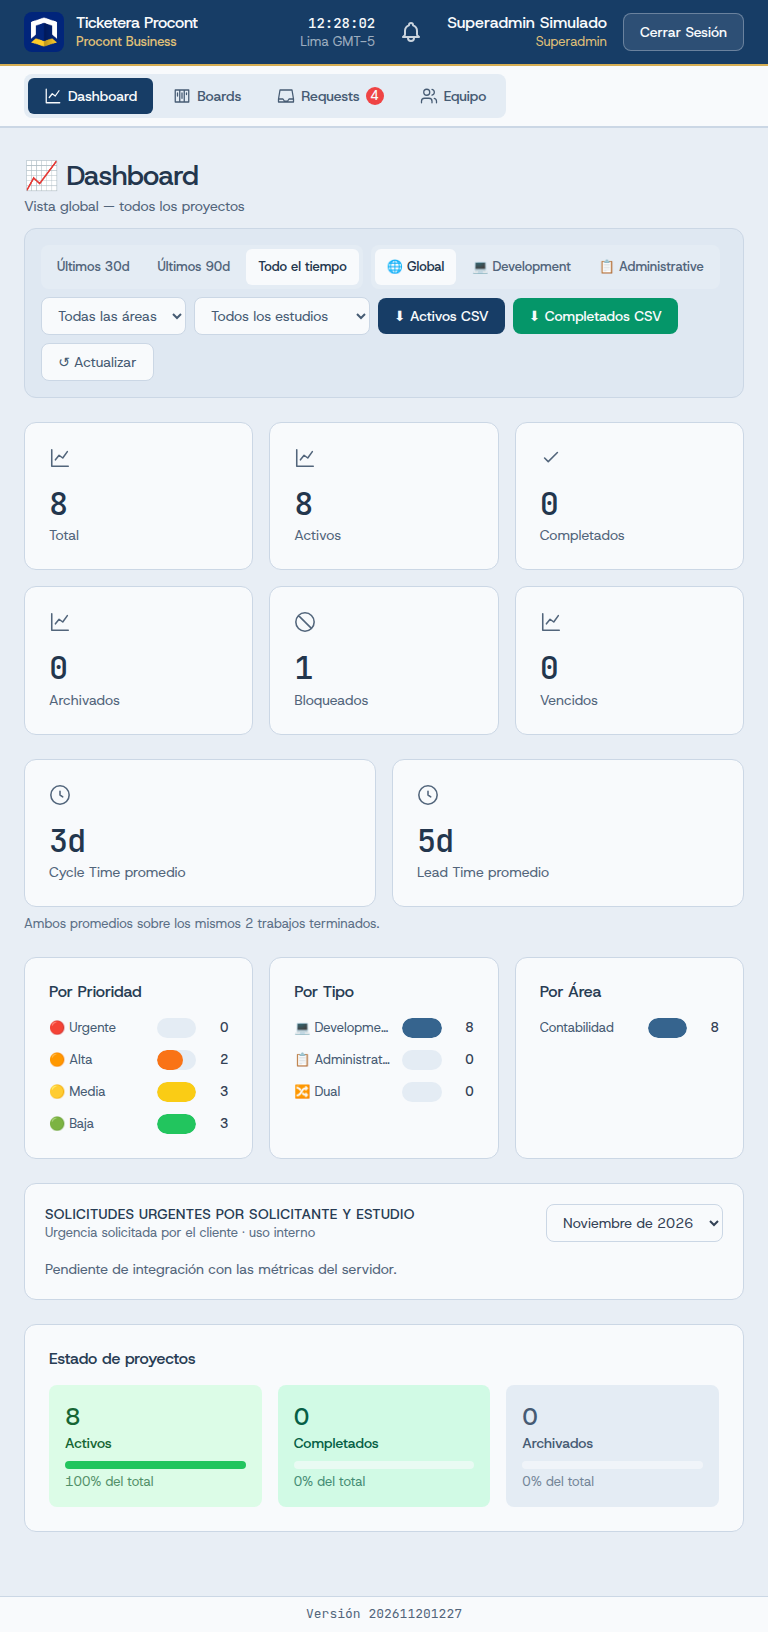 Ticketera Procont
Procont Business
12:28:02
Lima GMT-5
Superadmin Simulado
Superadmin
Cerrar Sesión
Dashboard
Boards
Requests 4
Equipo
Dashboard
Vista global — todos los proyectos
Últimos 30d
Últimos 90d
Todo el tiempo
Global
Development
Administrative
Todas las áreas
Todos los estudios
⬇ Activos CSV
⬇ Completados CSV
↺ Actualizar
8
Total
8
Activos
0
Completados
0
Archivados
1
Bloqueados
0
Vencidos
3d
Cycle Time promedio
5d
Lead Time promedio
Ambos promedios sobre los mismos 2 trabajos terminados.
Por Prioridad
Urgente 0
Alta 2
Media 3
Baja 3
Por Tipo
Developme… 8
Administrat… 0
Dual 0
Por Área
Contabilidad 8
SOLICITUDES URGENTES POR SOLICITANTE Y ESTUDIO
Urgencia solicitada por el cliente · uso interno
Noviembre de 2026
Pendiente de integración con las métricas del servidor.
Estado de proyectos
8
Activos
100% del total
0
Completados
0% del total
0
Archivados
0% del total
Versión 202611201227